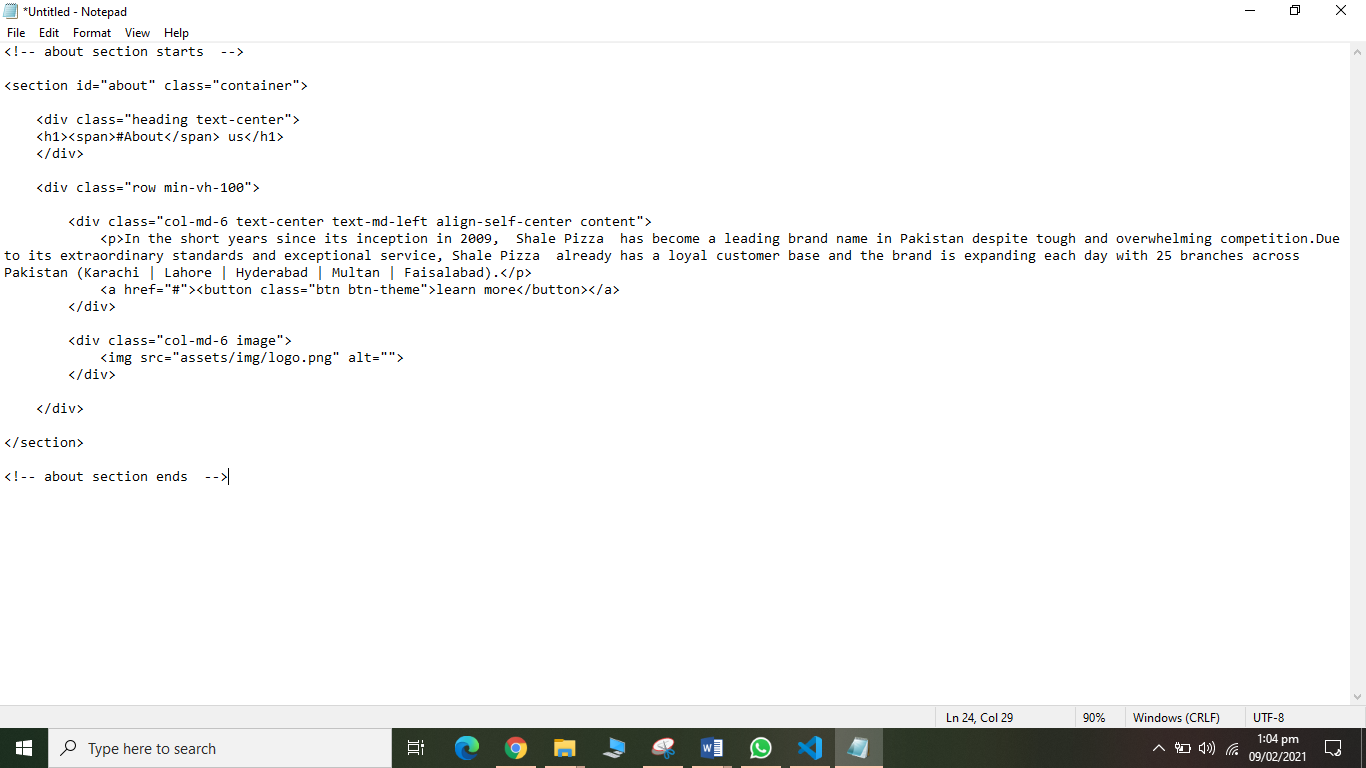 *Untitled - Notepad
File Edit Format View Help
<!-- about section starts  -->
<section id="about" class="container">
    <div class="heading text-center">
    <h1><span>#About</span> us</h1>
    </div>
    <div class="row min-vh-100">
        <div class="col-md-6 text-center text-md-left align-self-center content">
            <p>In the short years since its inception in 2009,  Shale Pizza  has become a leading brand name in Pakistan despite tough and overwhelming competition.Due
to its extraordinary standards and exceptional service, Shale Pizza  already has a loyal customer base and the brand is expanding each day with 25 branches across
Pakistan (Karachi | Lahore | Hyderabad | Multan | Faisalabad).</p>
            <a href="#"><button class="btn btn-theme">learn more</button></a>
        </div>
        <div class="col-md-6 image">
            <img src="assets/img/logo.png" alt="">
        </div>
    </div>
</section>
<!-- about section ends  -->
Ln 24, Col 29 90% Windows (CRLF) UTF-8
Type here to search
1:04 pm
09/02/2021